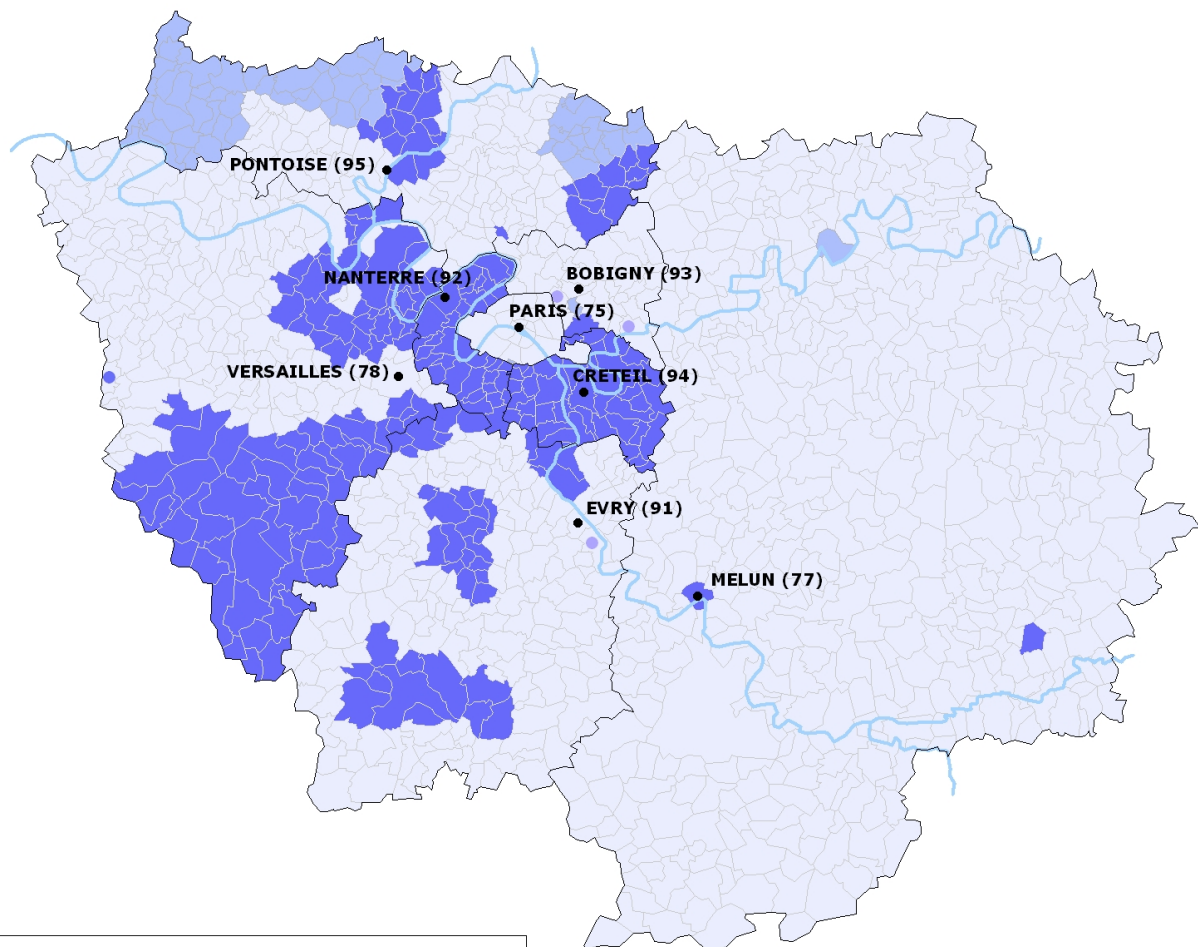 PONTOISE (95)
NANTERRE (92)
BOBIGNY (93)
PARIS (75)
VERSAILLES (78)
CRETEIL (94)
EVRY (91)
MELUN (77)